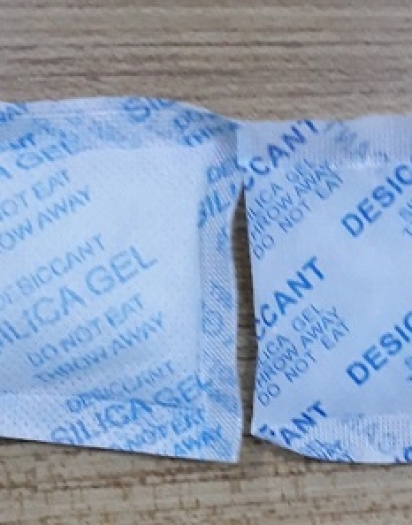 SILICA GEL
DO NOT EAT
THROW AWAY
DESICCANT
SILICA GEL
DO NOT EAT
THROW AWAY
DESICCANT
SILICA GEL
DO NOT EAT
AWAY
CCANT
SILICA GEL
THROW AWAY
DO NOT EAT
CCANT
SILICA GEL
THROW AWAY
DO NOT EAT
ANT
DESIC
DESIC